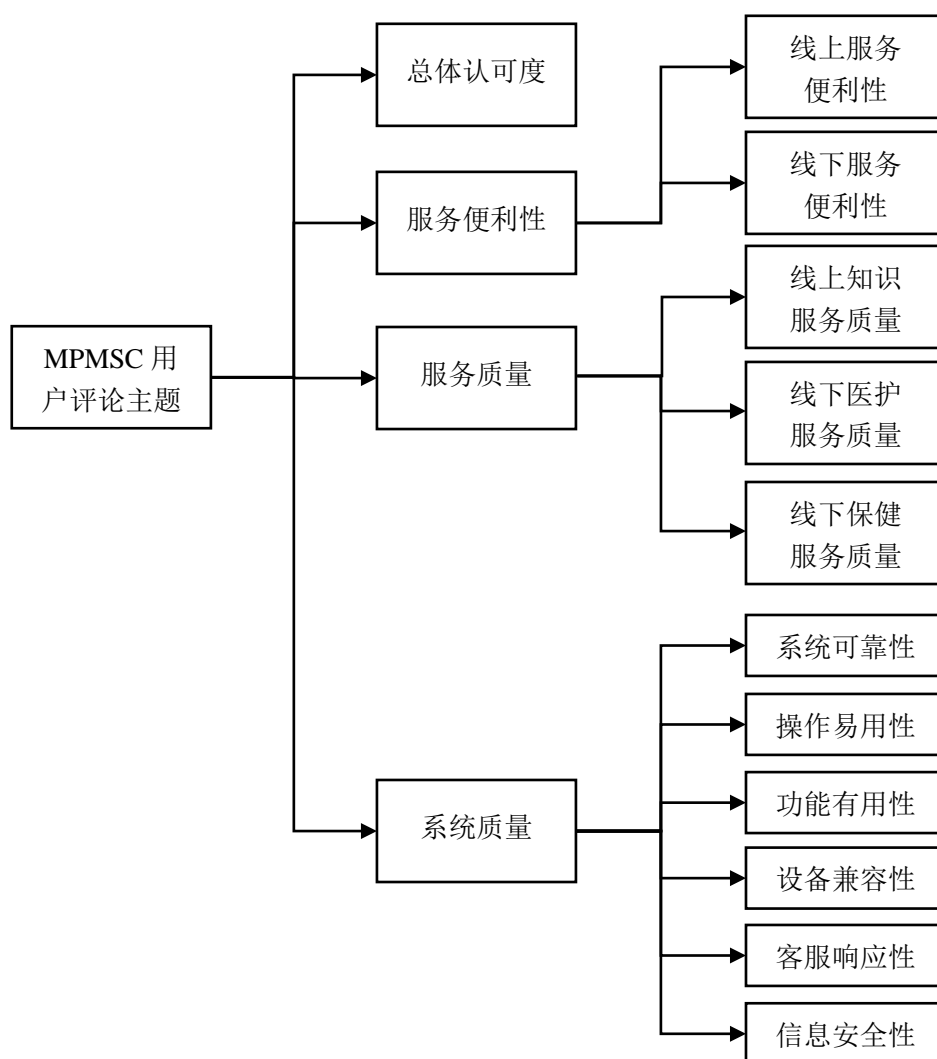 MPMSC 用
户评论主题
总体认可度
服务便利性
服务质量
系统质量
线上服务
便利性
线下服务
便利性
线上知识
服务质量
线下医护
服务质量
线下保健
服务质量
系统可靠性
操作易用性
功能有用性
设备兼容性
客服响应性
信息安全性